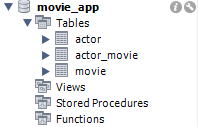 movie_app
Tables
actor
actor_movie
movie
Views
Stored Procedures
Functions